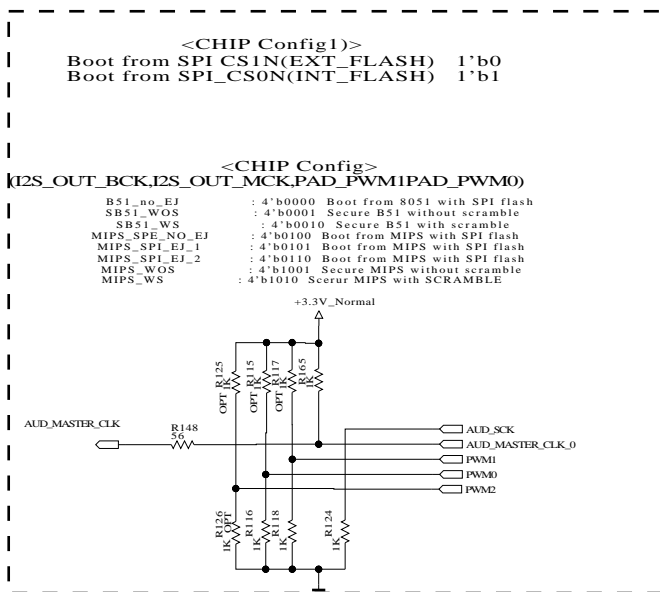 <CHIP Config1)>
Boot from SPI CS1N(EXT_FLASH) 1'b0
Boot from SPI_CS0N(INT_FLASH) 1'b1
<CHIP Config>
(I2S_OUT_BCK,I2S_OUT_MCK,PAD_PWM1PAD_PWM0)
B51_no_EJ : 4'b0000 Boot from 8051 with SPI flash
SB51_WOS : 4'b0001 Secure B51 without scramble
SB51_WS : 4'b0010 Secure B51 with scramble
MIPS_SPE_NO_EJ : 4'b0100 Boot from MIPS with SPI flash
MIPS_SPI_EJ_1 : 4'b0101 Boot from MIPS with SPI flash
MIPS_SPI_EJ_2 : 4'b0110 Boot from MIPS with SPI flash
MIPS_WOS : 4'b1001 Secure MIPS without scramble
MIPS_WS : 4'b1010 Scerur MIPS with SCRAMBLE
+3.3V_Normal
R125
OPT 1K
R115
OPT 1K
R117
1K
R165
1K
AUD_MASTER_CLK
R148
56
AUD_SCK
AUD_MASTER_CLK_0
PWM1
PWM0
PWM2
R126
1K OPT
R116
1K
R118
1K
R124
1K